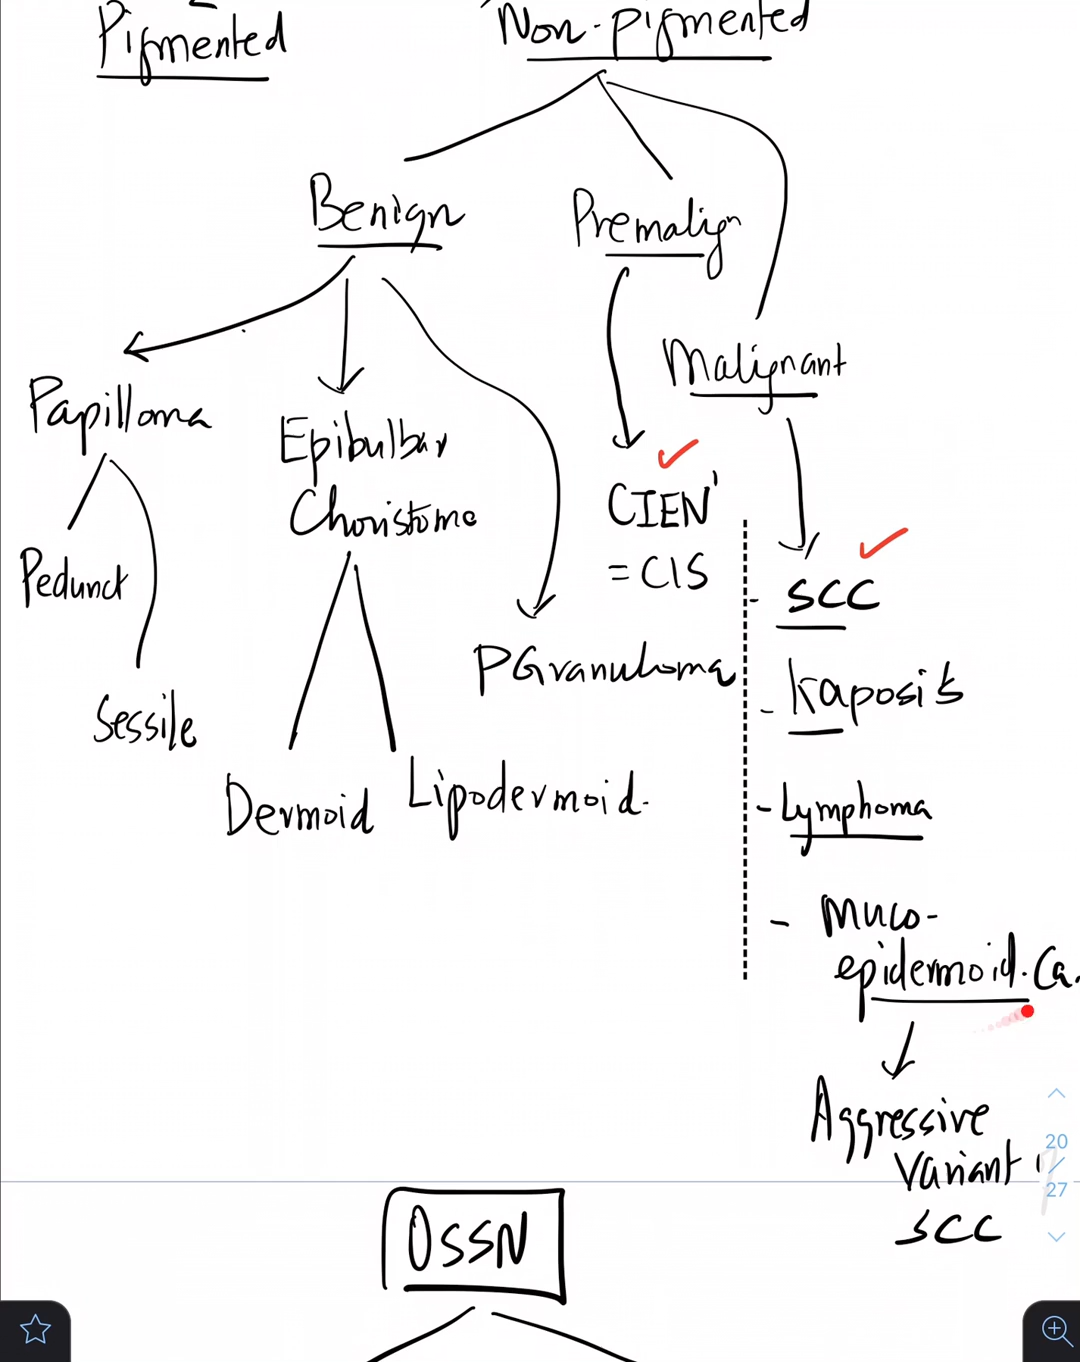 Pigmented
Non-pigmented
Benign
Premalign
Malignant
Papilloma
Epibulbar
Choristoma
CIEN
= CIS
Pedunct
Sessile
PGranuloma
Dermoid
Lipodermoid.
- SCC
- Kaposi's
- Lymphoma
- Muco-
epidermoid. Ca.
Aggressive
Variant
SCC
20
27
OSSN